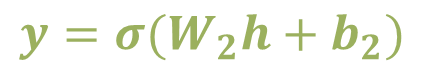 y = σ(W₂h + b₂)